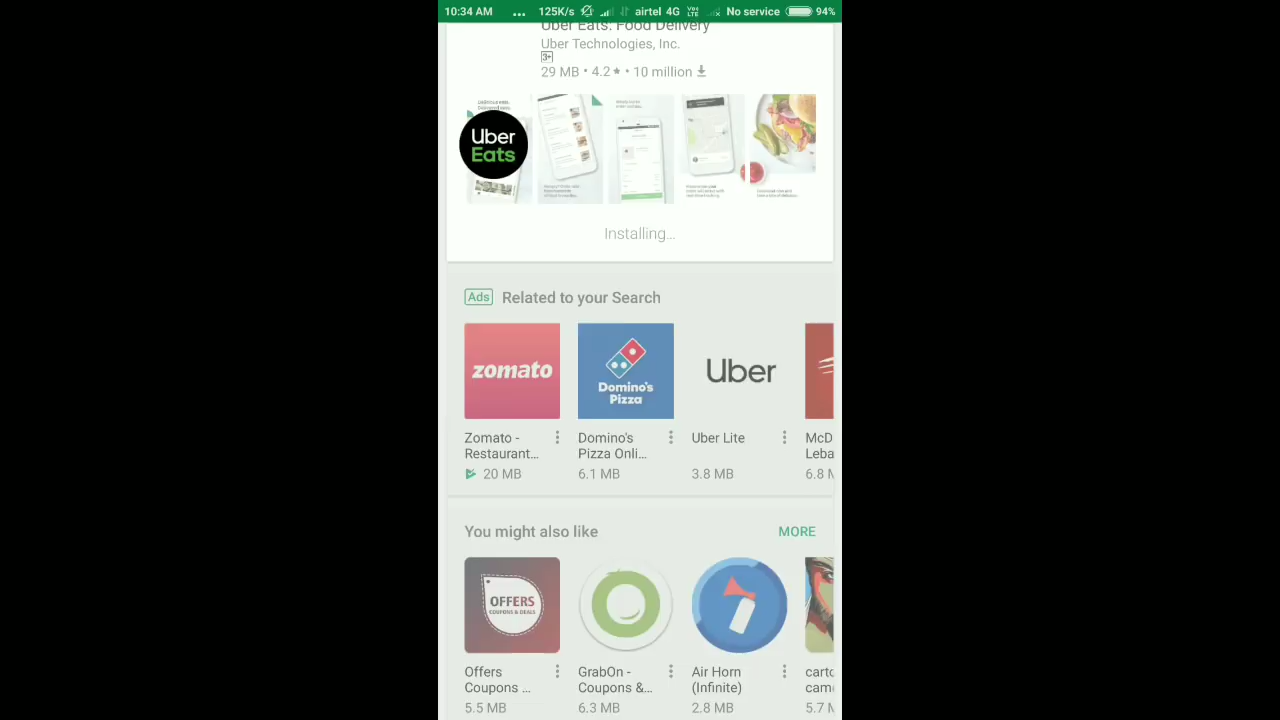 10:34 AM ... 125K/s airtel 4G VoLTE No service 94%
Uber Eats: Food Delivery
Uber Technologies, Inc.
3+
29 MB • 4.2 ★ • 10 million
Uber
Eats
Installing...
Ads Related to your Search
zomato
Domino's
Pizza
Uber
Zomato -
Restaurant...
20 MB
Domino's
Pizza Onli...
6.1 MB
Uber Lite
3.8 MB
McD
Leba
6.8 M
You might also like MORE
OFFERS
COUPONS & DEALS
Offers
Coupons ...
5.5 MB
GrabOn -
Coupons &...
6.3 MB
Air Horn
(Infinite)
2.8 MB
carto
came
5.7 M